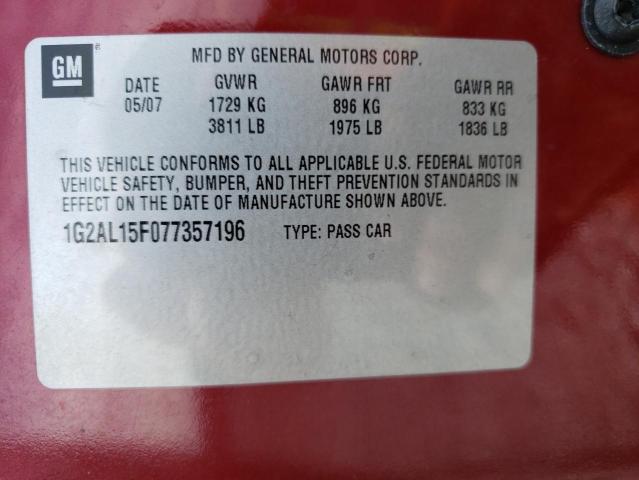 GM ®
MFD BY GENERAL MOTORS CORP.
DATE GVWR GAWR FRT GAWR RR
05/07 1729 KG 896 KG 833 KG
3811 LB 1975 LB 1836 LB
THIS VEHICLE CONFORMS TO ALL APPLICABLE U.S. FEDERAL MOTOR
VEHICLE SAFETY, BUMPER, AND THEFT PREVENTION STANDARDS IN
EFFECT ON THE DATE OF MANUFACTURE SHOWN ABOVE.
1G2AL15F077357196 TYPE: PASS CAR